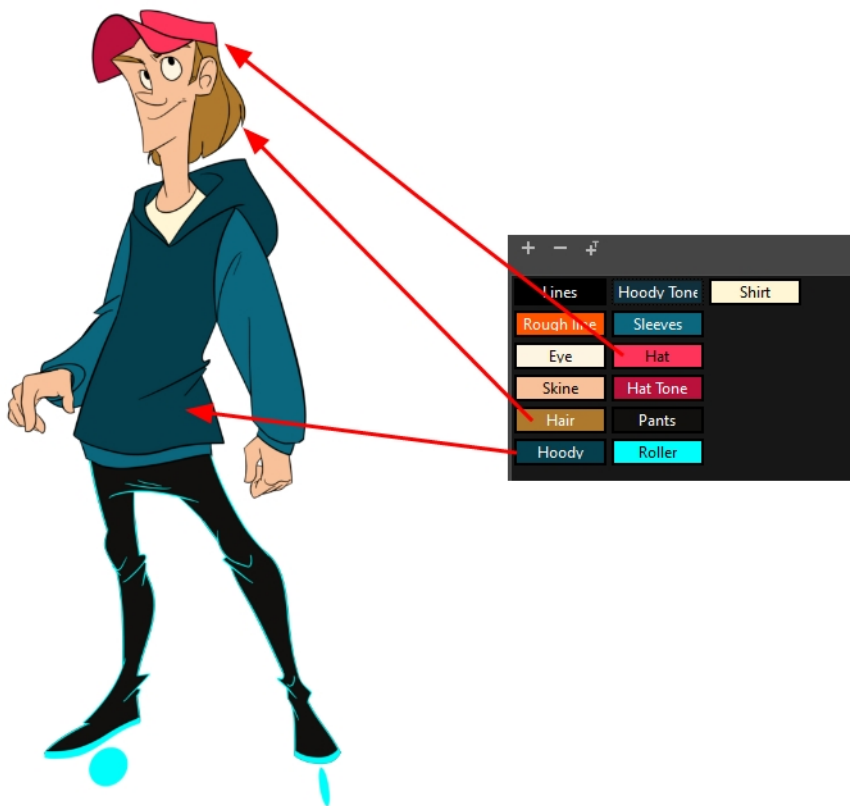 Lines Hoody Tone Shirt
Rough line Sleeves
Eye Hat
Skine Hat Tone
Hair Pants
Hoody Roller